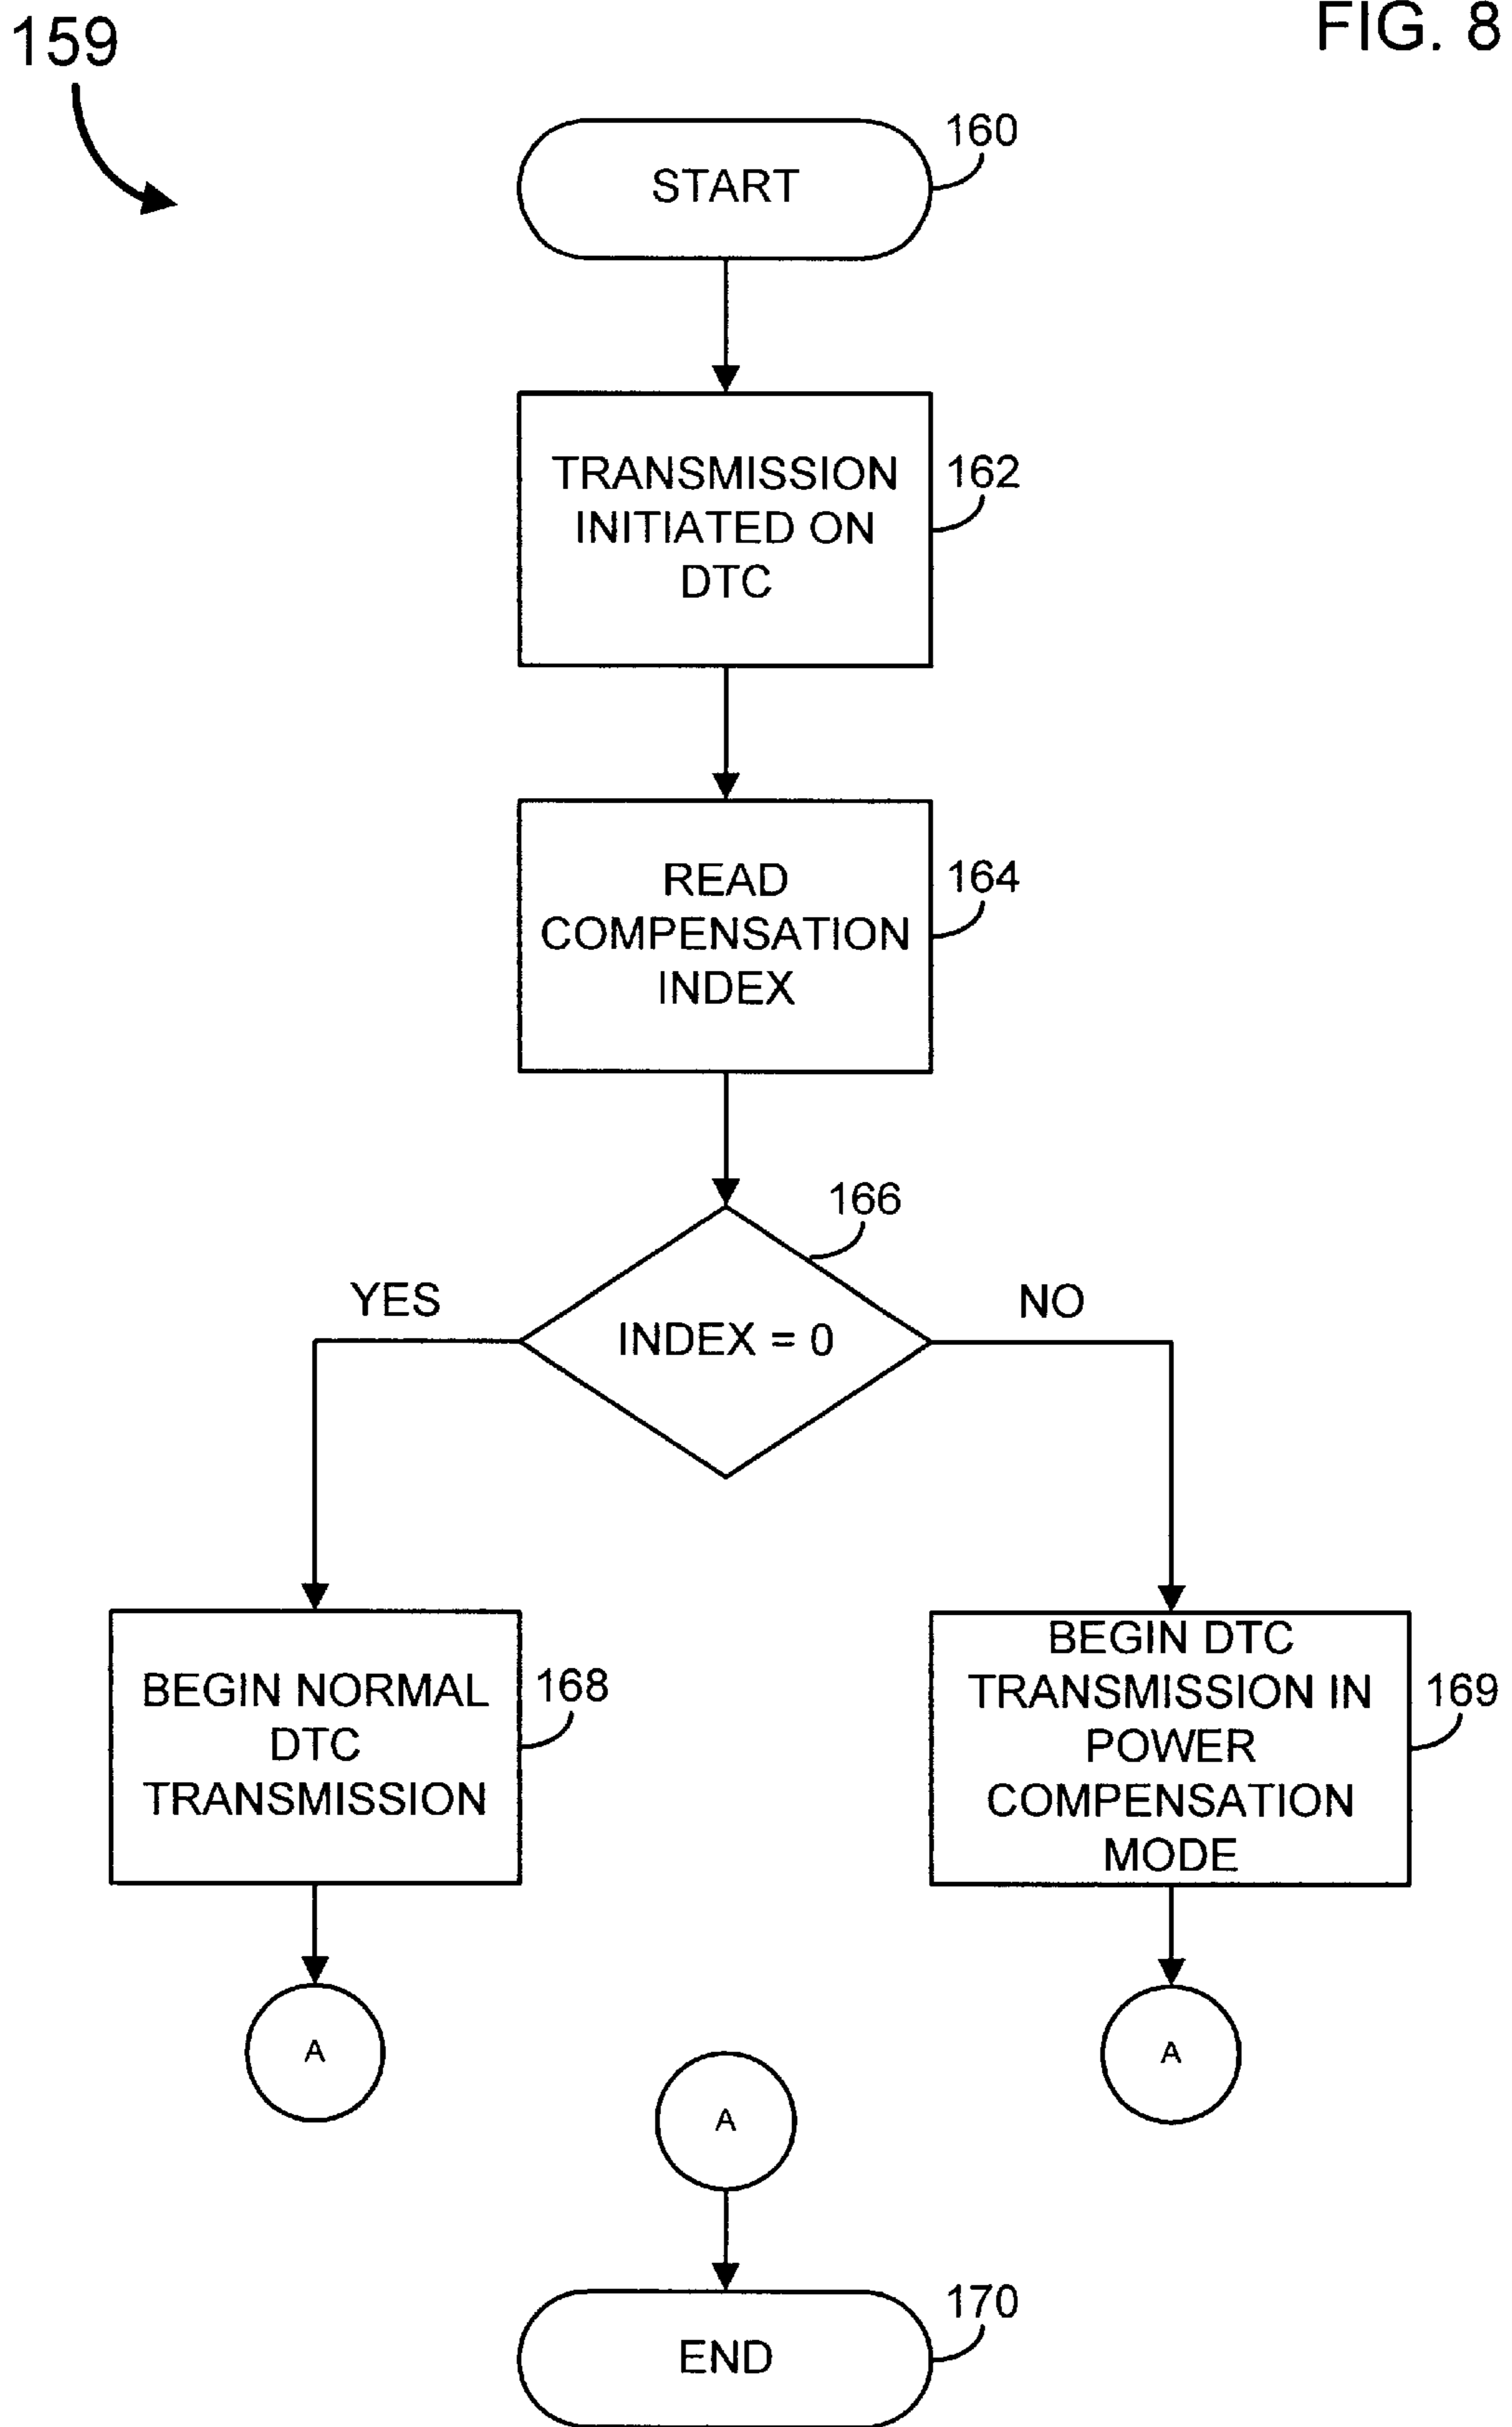 159
FIG. 8
160
START
TRANSMISSION
INITIATED ON
DTC
162
READ
COMPENSATION
INDEX
164
166
YES
INDEX = 0
NO
BEGIN NORMAL
DTC
TRANSMISSION
168
BEGIN DTC
TRANSMISSION IN
POWER
COMPENSATION
MODE
169
A
A
A
170
END